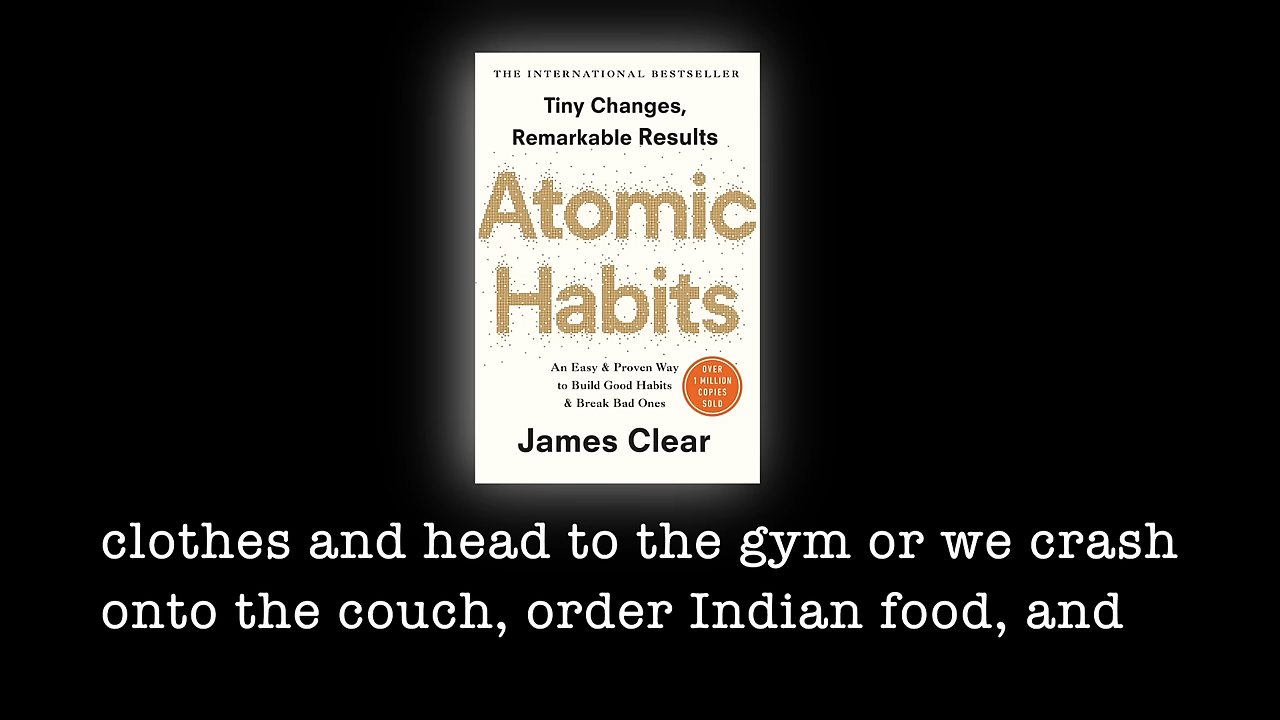 THE INTERNATIONAL BESTSELLER
Tiny Changes,
Remarkable Results
Atomic
Habits
An Easy & Proven Way
to Build Good Habits
& Break Bad Ones
OVER
1 MILLION
COPIES
SOLD
James Clear
clothes and head to the gym or we crash
onto the couch, order Indian food, and